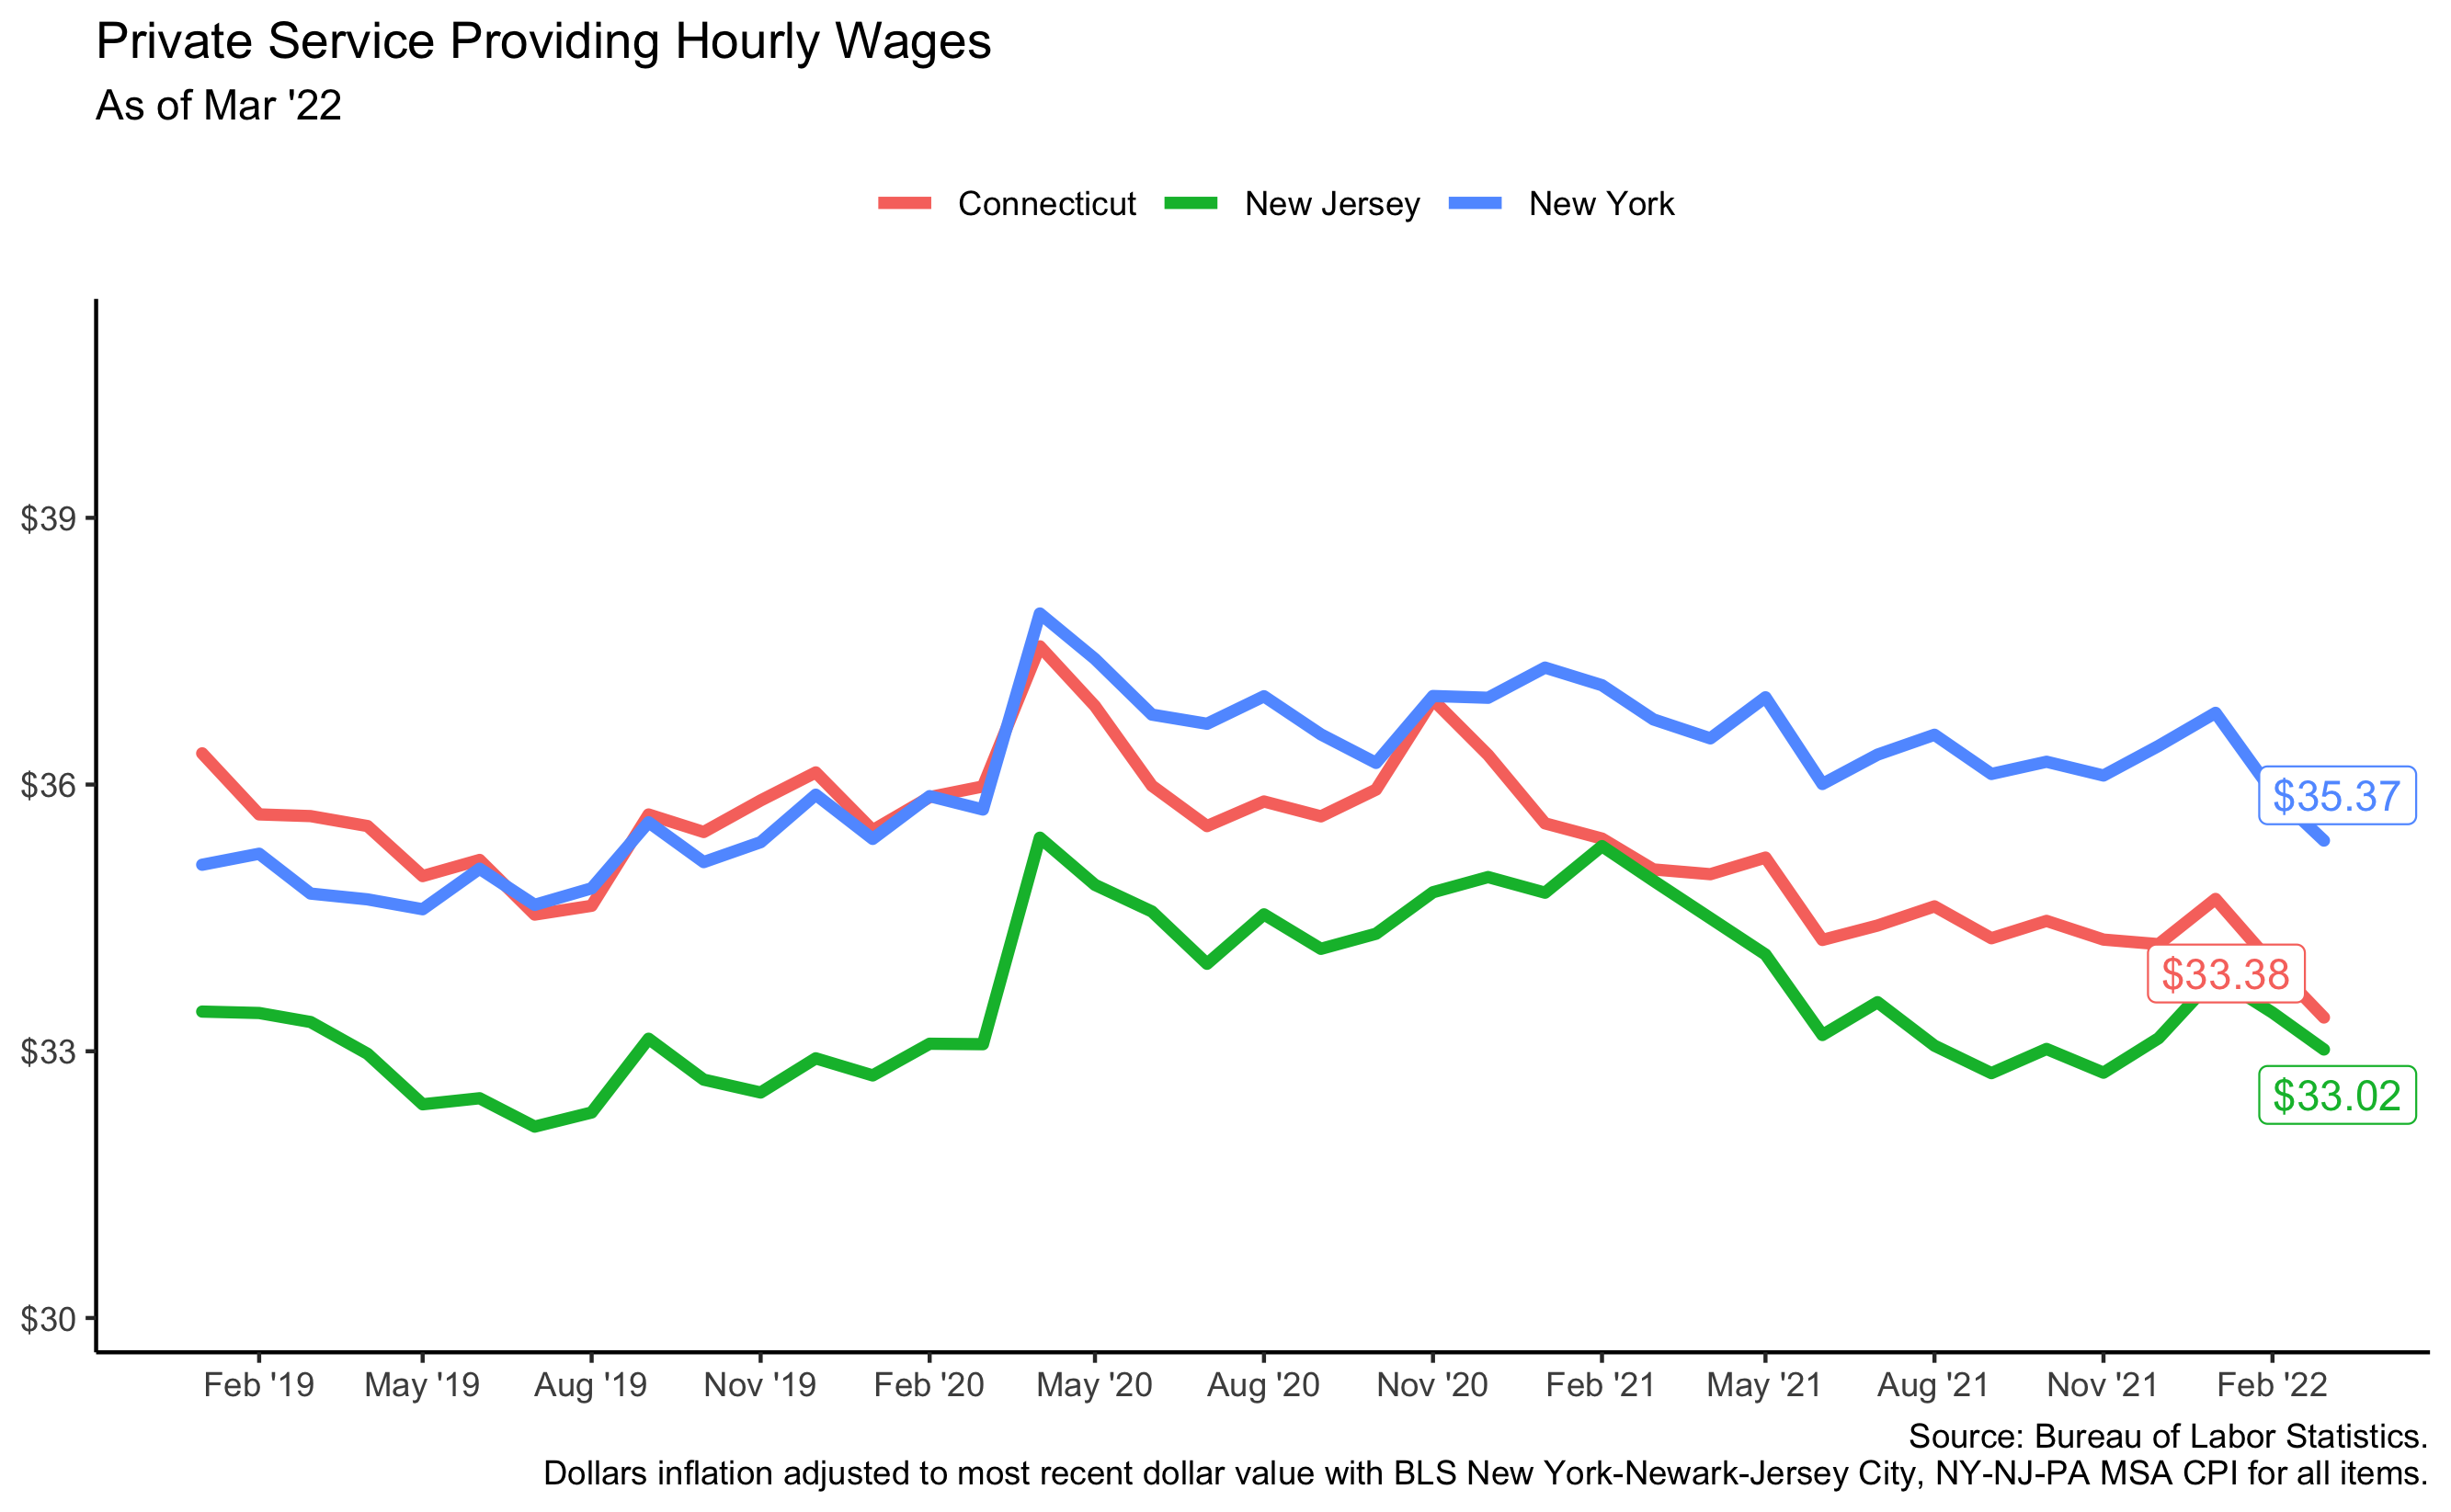 Private Service Providing Hourly Wages
As of Mar '22
Connecticut New Jersey New York
$39
$36
$33
$30
$35.37
$33.38
$33.02
Feb '19 May '19 Aug '19 Nov '19 Feb '20 May '20 Aug '20 Nov '20 Feb '21 May '21 Aug '21 Nov '21 Feb '22
Source: Bureau of Labor Statistics.
Dollars inflation adjusted to most recent dollar value with BLS New York-Newark-Jersey City, NY-NJ-PA MSA CPI for all items.